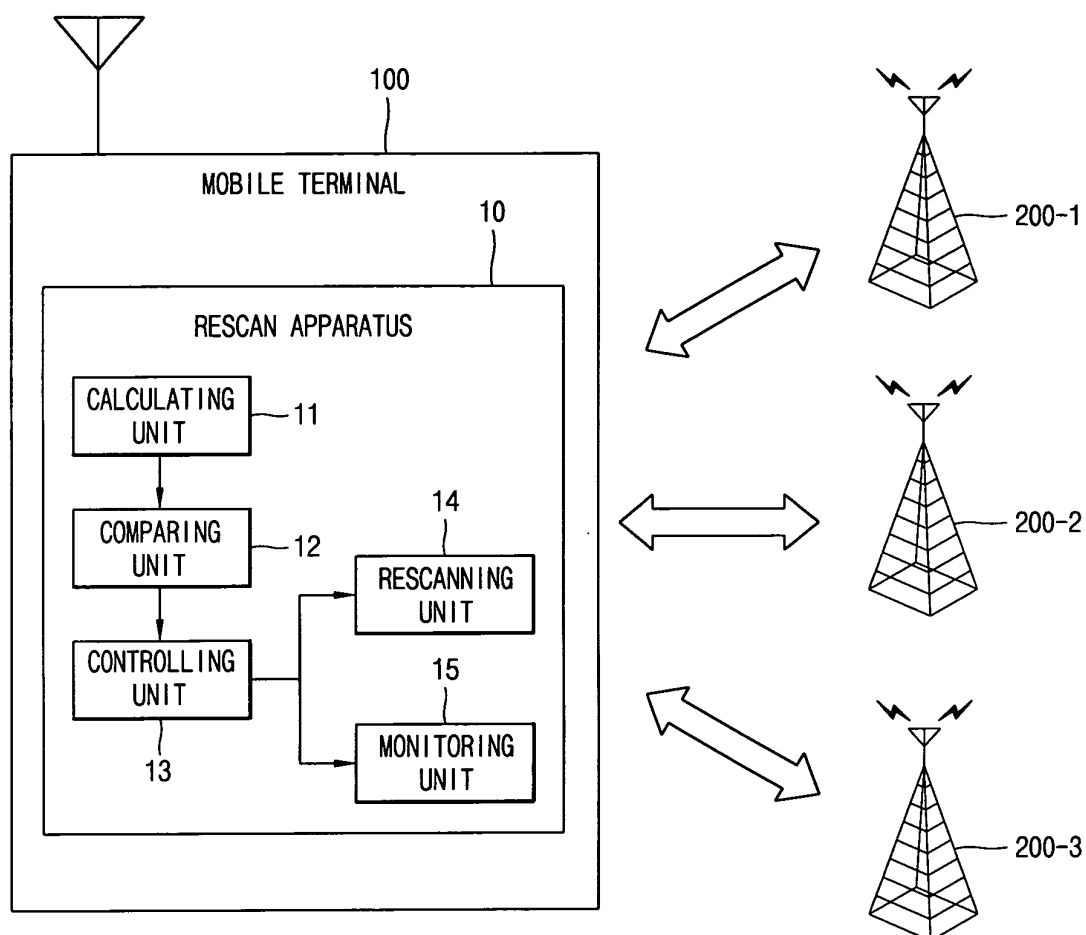 100
MOBILE TERMINAL
10
RESCAN APPARATUS
CALCULATING
UNIT
11
COMPARING
UNIT
12
CONTROLLING
UNIT
13
14
RESCANNING
UNIT
15
MONITORING
UNIT
200-1
200-2
200-3